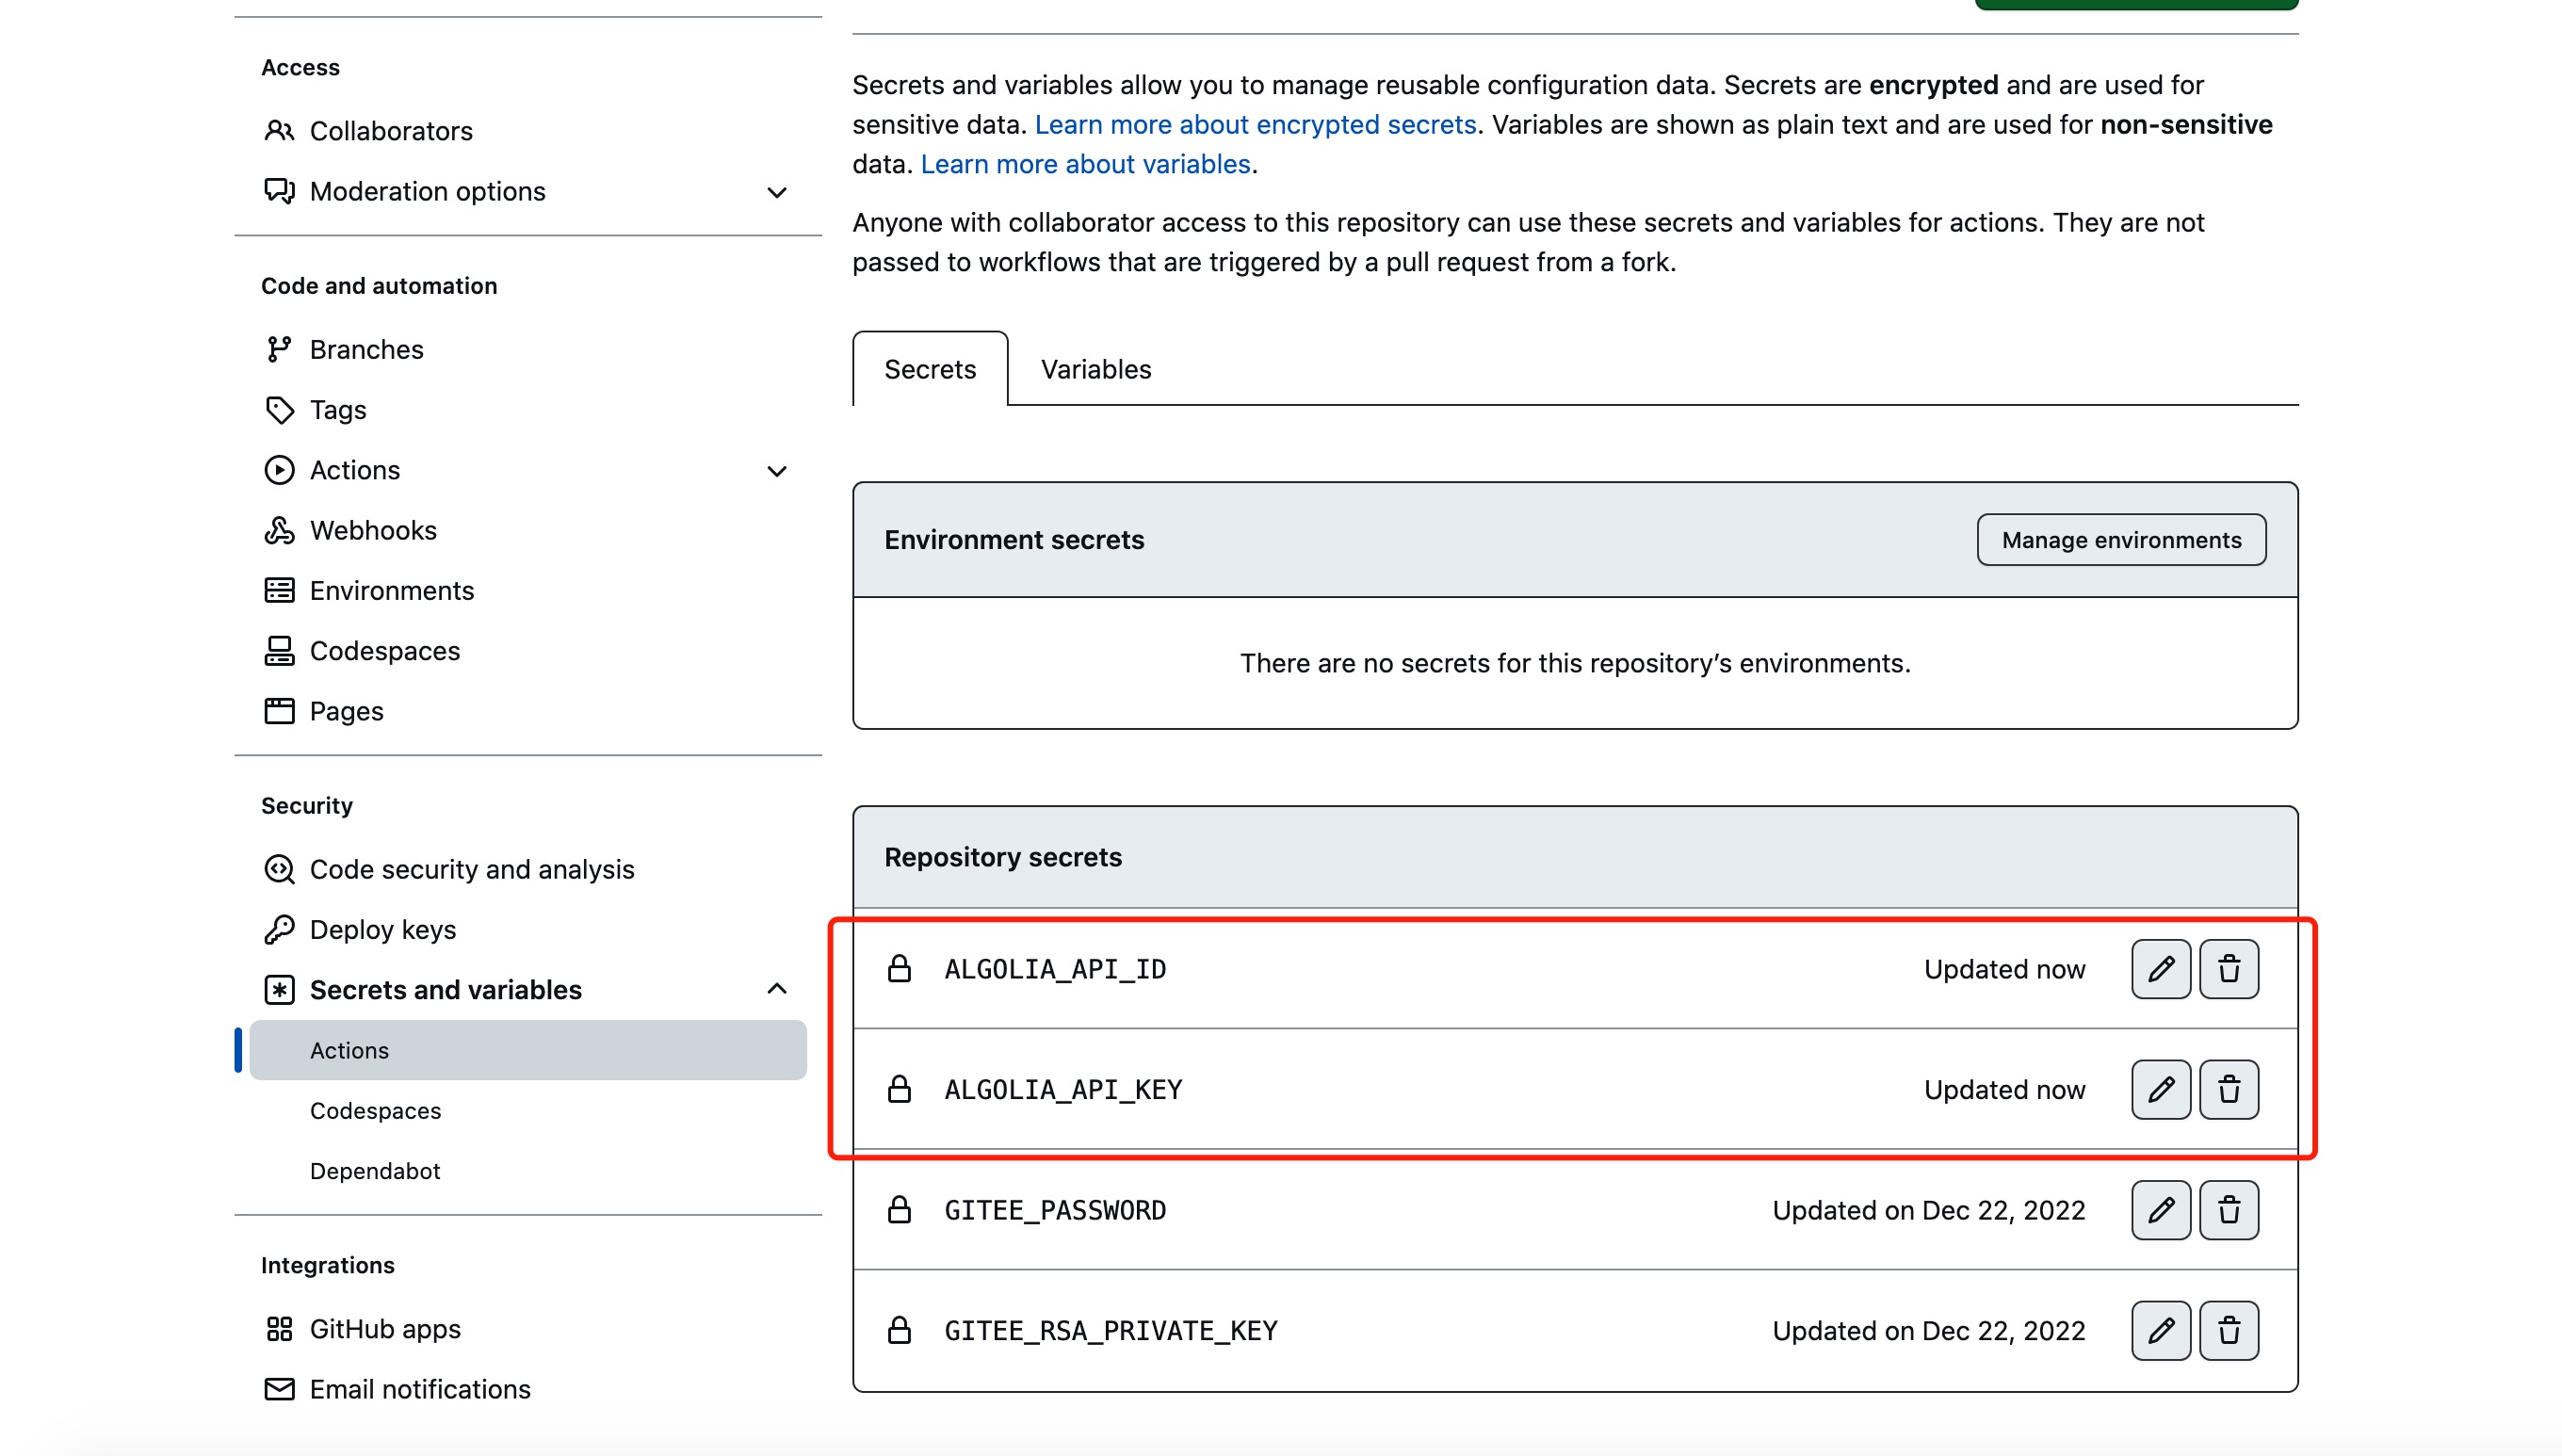 Access
Collaborators
Moderation options
Code and automation
Branches
Tags
Actions
Webhooks
Environments
Codespaces
Pages
Security
Code security and analysis
Deploy keys
Secrets and variables
Actions
Codespaces
Dependabot
Integrations
GitHub apps
Email notifications
Secrets and variables allow you to manage reusable configuration data. Secrets are encrypted and are used for
sensitive data. Learn more about encrypted secrets. Variables are shown as plain text and are used for non-sensitive
data. Learn more about variables.
Anyone with collaborator access to this repository can use these secrets and variables for actions. They are not
passed to workflows that are triggered by a pull request from a fork.
Secrets Variables
Environment secrets Manage environments
There are no secrets for this repository’s environments.
Repository secrets
ALGOLIA_API_ID Updated now
ALGOLIA_API_KEY Updated now
GITEE_PASSWORD Updated on Dec 22, 2022
GITEE_RSA_PRIVATE_KEY Updated on Dec 22, 2022